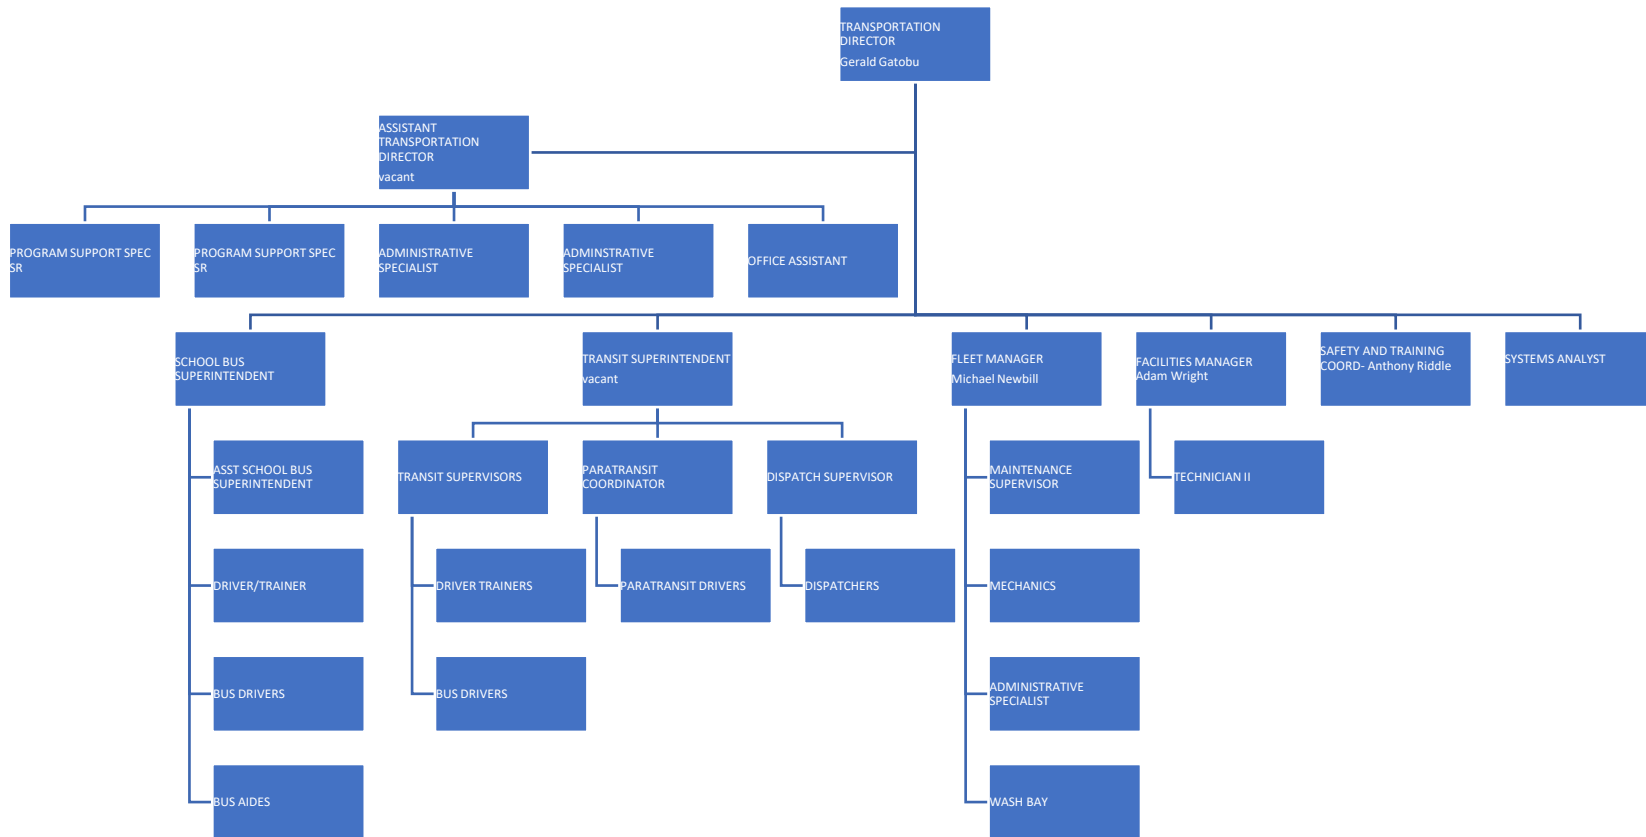 TRANSPORTATION
DIRECTOR
Gerald Gatobu
ASSISTANT
TRANSPORTATION
DIRECTOR
vacant
PROGRAM SUPPORT SPEC
SR
PROGRAM SUPPORT SPEC
SR
ADMINISTRATIVE
SPECIALIST
ADMINSTRATIVE
SPECIALIST
OFFICE ASSISTANT
SCHOOL BUS
SUPERINTENDENT
TRANSIT SUPERINTENDENT
vacant
FLEET MANAGER
Michael Newbill
FACILITIES MANAGER
Adam Wright
SAFETY AND TRAINING
COORD- Anthony Riddle
SYSTEMS ANALYST
ASST SCHOOL BUS
SUPERINTENDENT
TRANSIT SUPERVISORS
PARATRANSIT
COORDINATOR
DISPATCH SUPERVISOR
MAINTENANCE
SUPERVISOR
TECHNICIAN II
DRIVER/TRAINER
DRIVER TRAINERS
PARATRANSIT DRIVERS
DISPATCHERS
MECHANICS
BUS DRIVERS
BUS DRIVERS
ADMINISTRATIVE
SPECIALIST
BUS AIDES
WASH BAY